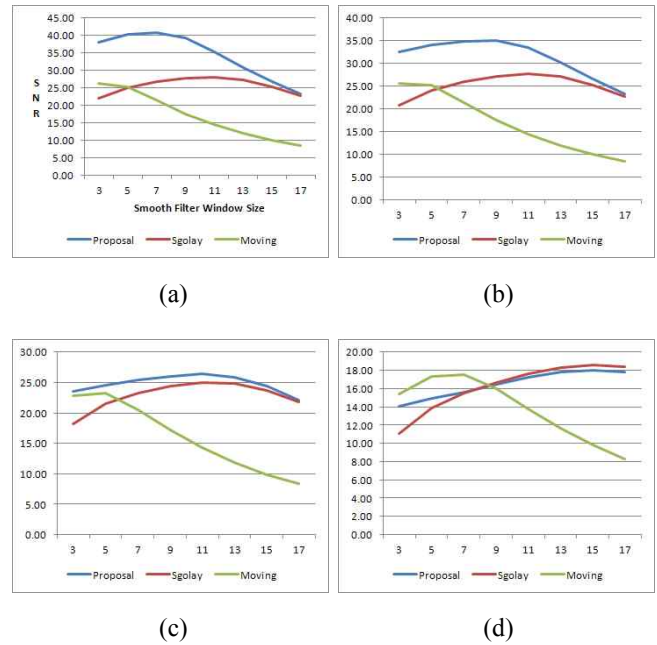 45.00
40.00
35.00
30.00
25.00
20.00
15.00
10.00
5.00
0.00
S
N
R
3 5 7 9 11 13 15 17
Smooth Filter Window Size
Proposal Sgolay Moving
(a)
40.00
35.00
30.00
25.00
20.00
15.00
10.00
5.00
0.00
3 5 7 9 11 13 15 17
Proposal Sgolay Moving
(b)
30.00
25.00
20.00
15.00
10.00
5.00
0.00
3 5 7 9 11 13 15 17
Proposal Sgolay Moving
(c)
20.00
18.00
16.00
14.00
12.00
10.00
8.00
6.00
4.00
2.00
0.00
3 5 7 9 11 13 15 17
Proposal Sgolay Moving
(d)